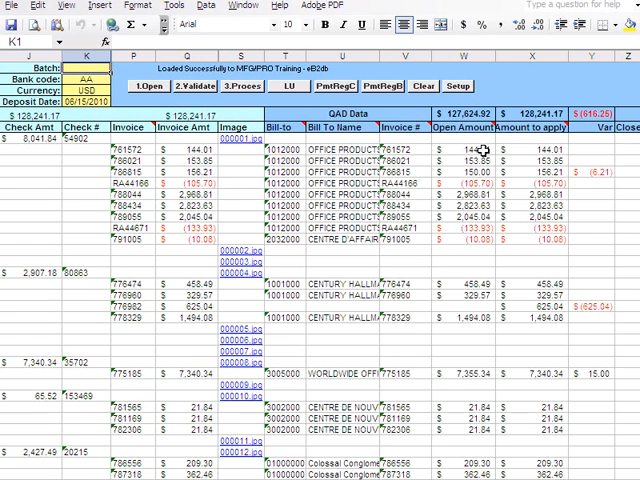 File Edit View Insert Format Tools Data Window Help Adobe PDF Type a question for help
Σ Arial 10 B I U $ % ,
K1
J K P Q S T U V W X Y Z
Batch: Loaded Successfully to MFG/PRO Training - eB2db
Bank code: AA 1.Open 2.Validate 3.Proces LU PmtRegC PmtRegB Clear Setup
Currency: USD
Deposit Date: 06/15/2010
$ 128,241.17 $ 128,241.17 QAD Data $ 127,624.92 $ 128,241.17 $ (616.25)
Check Amt Check # Invoice Invoice Amt Image Bill-to Bill To Name Invoice # Open Amount Amount to apply Var Close
$ 8,041.84 54902 000001.jpg
761572 $ 144.01 1012000 OFFICE PRODUCTS 761572 $ $ 144.01
786021 $ 153.85 1012000 OFFICE PRODUCTS 786021 $ 153.85 $ 153.85
786815 $ 156.21 1012000 OFFICE PRODUCTS 786815 $ 150.00 $ 156.21 $ (6.21)
RA44166 $ (105.70) 1012000 OFFICE PRODUCTS RA44166 $ (105.70) $ (105.70)
788044 $ 2,968.81 1012000 OFFICE PRODUCTS 788044 $ 2,968.81 $ 2,968.81
788434 $ 2,823.63 1012000 OFFICE PRODUCTS 788434 $ 2,823.63 $ 2,823.63
789055 $ 2,045.04 1012000 OFFICE PRODUCTS 789055 $ 2,045.04 $ 2,045.04
RA44671 $ (133.93) 1012000 OFFICE PRODUCTS RA44671 $ (133.93) $ (133.93)
791005 $ (10.08) 2032000 CENTRE D'AFFAIR 791005 $ (10.08) $ (10.08)
000002.jpg
000003.jpg
$ 2,907.18 80863 000004.jpg
776474 $ 458.49 1001000 CENTURY HALLM 776474 $ 458.49 $ 458.49
776960 $ 329.57 1001000 CENTURY HALLM 776960 $ 329.57 $ 329.57
776982 $ 625.04 $ 625.04 $ (625.04)
778329 $ 1,494.08 1001000 CENTURY HALLM 778329 $ 1,494.08 $ 1,494.08
000005.jpg
000006.jpg
000007.jpg
$ 7,340.34 35702 000008.jpg
775185 $ 7,340.34 3005000 WORLDWIDE OFFI 775185 $ 7,355.34 $ 7,340.34 $ 15.00
000009.jpg
$ 65.52 153469 000010.jpg
781565 $ 21.84 3002000 CENTRE DE NOUV 781565 $ 21.84 $ 21.84
781169 $ 21.84 3002000 CENTRE DE NOUV 781169 $ 21.84 $ 21.84
782306 $ 21.84 3002000 CENTRE DE NOUV 782306 $ 21.84 $ 21.84
000011.jpg
$ 2,427.49 20215 000012.jpg
786556 $ 209.30 01000000 Colossal Conglome 786556 $ 209.30 $ 209.30
787318 $ 362.46 01000000 Colossal Conglome 787318 $ 362.46 $ 362.46